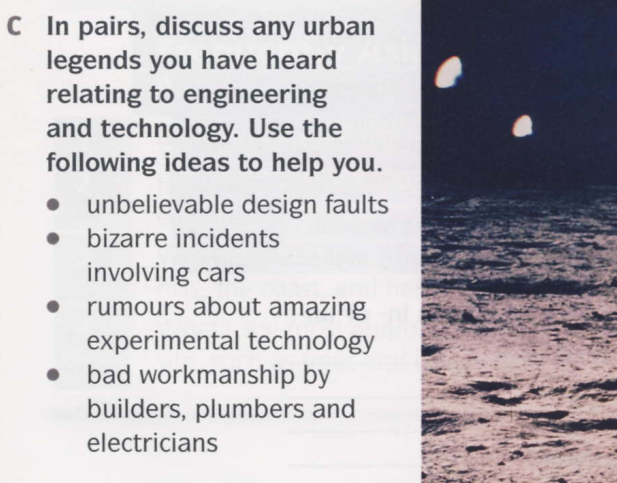 C In pairs, discuss any urban
legends you have heard
relating to engineering
and technology. Use the
following ideas to help you.
● unbelievable design faults
● bizarre incidents
involving cars
● rumours about amazing
experimental technology
● bad workmanship by
builders, plumbers and
electricians